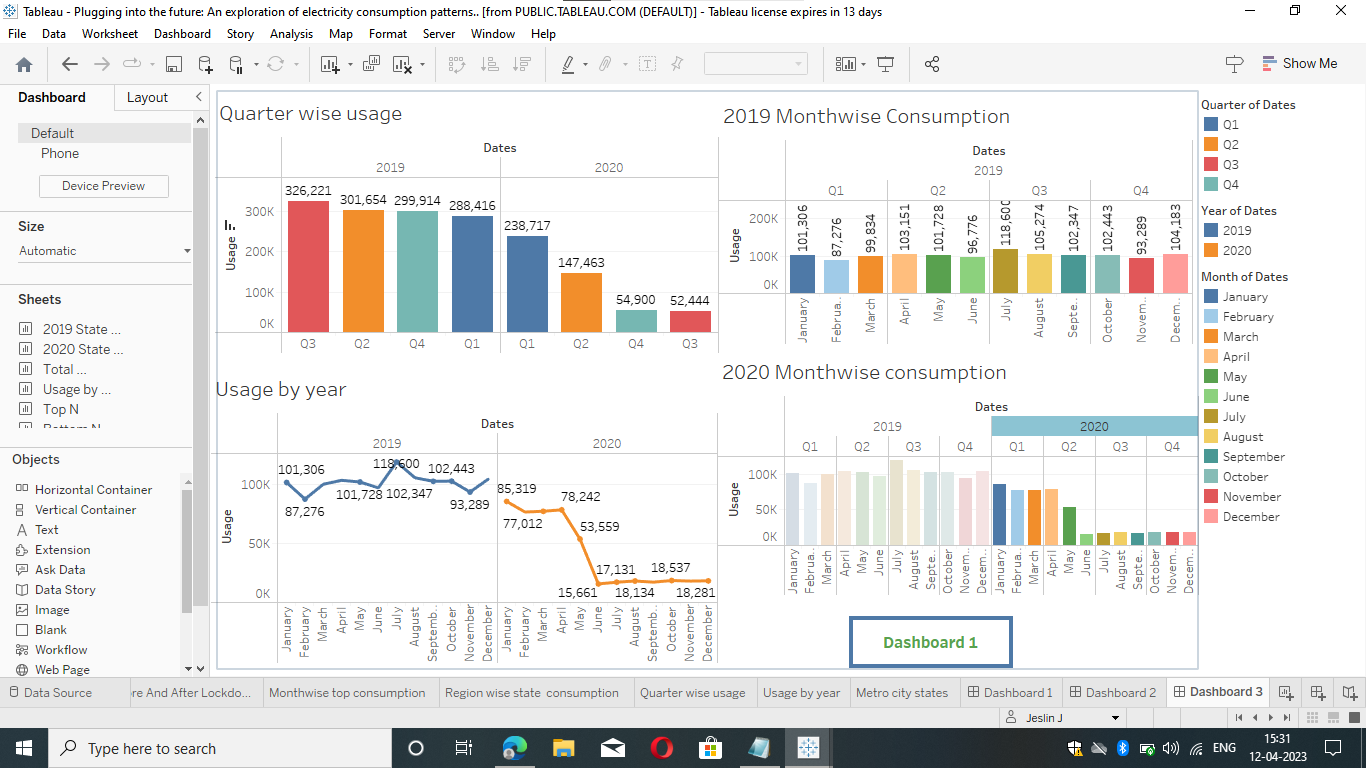 Tableau - Plugging into the future: An exploration of electricity consumption patterns.. [from PUBLIC.TABLEAU.COM (DEFAULT)] - Tableau license expires in 13 days
File Data Worksheet Dashboard Story Analysis Map Format Server Window Help
Show Me
Dashboard Layout
Default
Phone
Device Preview
Size
Automatic
Sheets
2019 State ...
2020 State ...
Total ...
Usage by ...
Top N
Bottom N
Objects
Horizontal Container
Vertical Container
Text
Extension
Ask Data
Data Story
Image
Blank
Workflow
Web Page
Quarter wise usage
Dates
2019 2020
Usage
300K
200K
100K
0K
326,221 301,654 299,914 288,416 238,717 147,463 54,900 52,444
Q3 Q2 Q4 Q1 Q1 Q2 Q4 Q3
2019 Monthwise Consumption
Dates
2019
Q1 Q2 Q3 Q4
Usage
200K
100K
0K
101,306 87,276 99,834 103,151 101,728 96,776 118,600 105,274 102,347 102,443 93,289 104,183
January Februa.. March April May June July August Septe.. October Novem.. Decem..
Usage by year
Dates
2019 2020
Usage
100K
50K
0K
101,306 118,600 102,443
87,276 101,728 102,347 93,289
85,319 78,242
77,012 53,559
17,131 18,537
15,661 18,134 18,281
January February March April May June July August Septemb.. October November December January February March April May June July August Septemb.. October November December
2020 Monthwise consumption
Dates
2019 2020
Q1 Q2 Q3 Q4 Q1 Q2 Q3 Q4
Usage
100K
50K
0K
January Februa.. March April May June July August Septe.. October Novem.. Decem.. January Februa.. March April May June July August Septe.. October Novem.. Decem..
Dashboard 1
Quarter of Dates
Q1
Q2
Q3
Q4
Year of Dates
2019
2020
Month of Dates
January
February
March
April
May
June
July
August
September
October
November
December
Data Source re And After Lockdo... Monthwise top consumption Region wise state consumption Quarter wise usage Usage by year Metro city states Dashboard 1 Dashboard 2 Dashboard 3
Jeslin J
Type here to search
ENG
15:31
12-04-2023